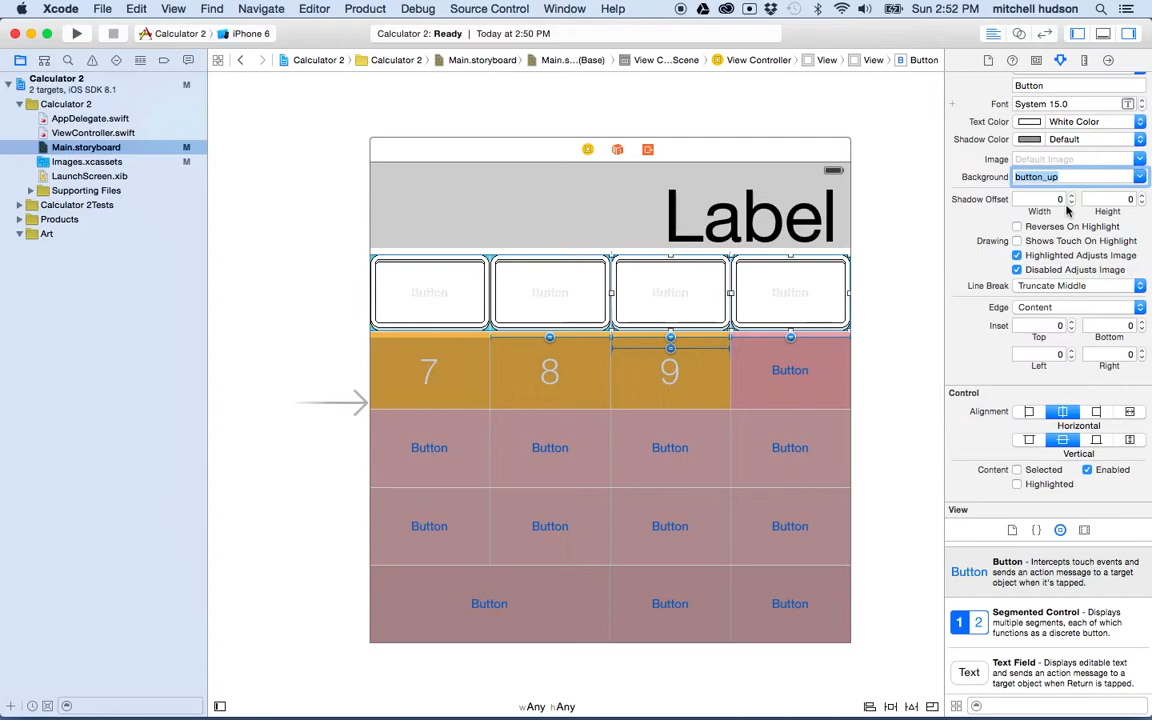 Xcode File Edit View Find Navigate Editor Product Debug Source Control Window Help Sun 2:52 PM mitchell hudson
Calculator 2 iPhone 6 Calculator 2: Ready Today at 2:50 PM
Calculator 2 Calculator 2 Main.storyboard Main.s...(Base) View C...Scene View Controller View View B Button
Calculator 2
2 targets, iOS SDK 8.1
M
Calculator 2
AppDelegate.swift
ViewController.swift
Main.storyboard M
Images.xcassets M
LaunchScreen.xib
Supporting Files
Calculator 2Tests
Products
Art
Label
Button Button Button Button
7 8 9 Button
Button Button Button Button
Button Button Button Button
Button Button Button
wAny hAny
Button
Font System 15.0 T
Text Color White Color
Shadow Color Default
Image Default Image
Background button_up
Shadow Offset 0 0
Width Height
Reverses On Highlight
Drawing Shows Touch On Highlight
Highlighted Adjusts Image
Disabled Adjusts Image
Line Break Truncate Middle
Edge Content
Inset 0 0
Top Bottom
0 0
Left Right
Control
Alignment
Horizontal
Vertical
Content Selected Enabled
Highlighted
View
Button Button - Intercepts touch events and
sends an action message to a target
object when it's tapped.
1 2 Segmented Control - Displays
multiple segments, each of which
functions as a discrete button.
Text Text Field - Displays editable text
and sends an action message to a
target object when Return is tapped.